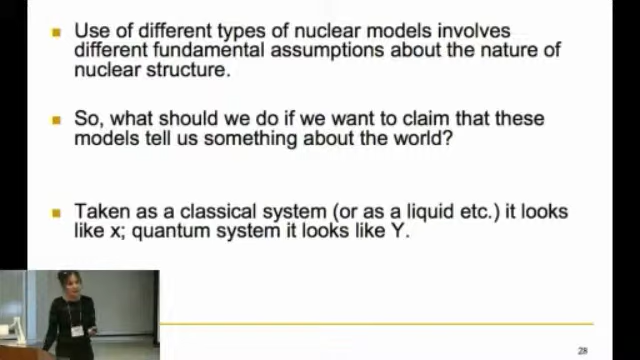 Use of different types of nuclear models involves
different fundamental assumptions about the nature of
nuclear structure.
So, what should we do if we want to claim that these
models tell us something about the world?
Taken as a classical system (or as a liquid etc.) it looks
like x; quantum system it looks like Y.
28